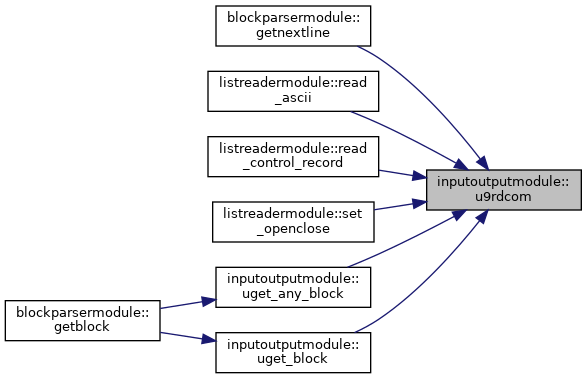 blockparsermodule::
getnextline
listreadermodule::read
_ascii
listreadermodule::read
_control_record
inputoutputmodule::
u9rdcom
listreadermodule::set
_openclose
inputoutputmodule::
uget_any_block
blockparsermodule::
getblock
inputoutputmodule::
uget_block